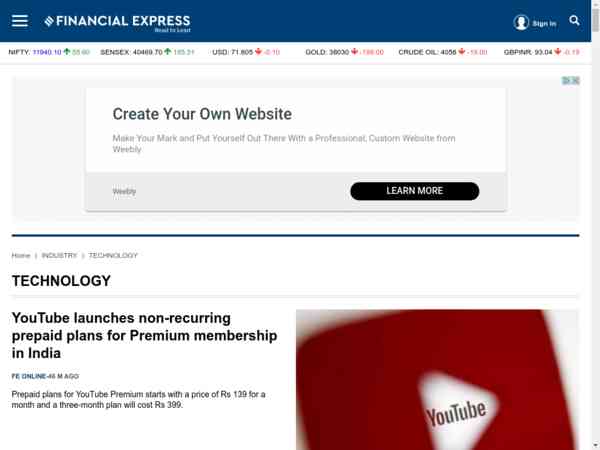 FINANCIAL EXPRESS
Read to Lead
Sign In
NIFTY: 11940.10 55.60 SENSEX: 40469.70 165.31 USD: 71.805 -0.10 GOLD: 38030 -198.00 CRUDE OIL: 4056 -18.00 GBPINR: 93.04 -0.19
Create Your Own Website
Make Your Mark and Put Yourself Out There With a Professional, Custom Website from
Weebly
Weebly
LEARN MORE
Home | INDUSTRY | TECHNOLOGY
TECHNOLOGY
YouTube launches non-recurring
prepaid plans for Premium membership
in India
FE ONLINE-46 M AGO
Prepaid plans for YouTube Premium starts with a price of Rs 139 for a
month and a three-month plan will cost Rs 399.
YouTube